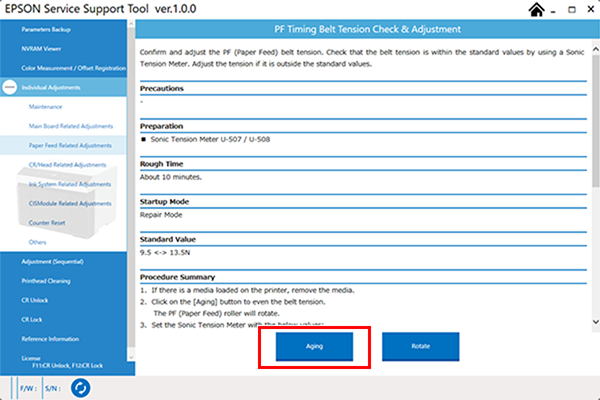 EPSON Service Support Tool ver.1.0.0
Parameters Backup
NVRAM Viewer
Color Measurement / Offset Registration
Individual Adjustments
Maintenance
Main Board Related Adjustments
Paper Feed Related Adjustments
CR/Head Related Adjustments
Ink System Related Adjustments
CISModule Related Adjustments
Counter Reset
Others
Adjustment (Sequential)
Printhead Cleaning
CR Unlock
CR Lock
Reference Information
License
F11:CR Unlock, F12:CR Lock
F/W : S/N :
PF Timing Belt Tension Check & Adjustment
Confirm and adjust the PF (Paper Feed) belt tension. Check that the belt tension is within the standard values by using a Sonic
Tension Meter. Adjust the tension if it is outside the standard values.
Precautions
-
Preparation
■ Sonic Tension Meter U-507 / U-508
Rough Time
About 10 minutes.
Startup Mode
Repair Mode
Standard Value
9.5 <-> 13.5N
Procedure Summary
1. If there is a media loaded on the printer, remove the media.
2. Click on the [Aging] button to even the belt tension.
The PF (Paper Feed) roller will rotate.
3. Set the Sonic Tension Meter with the below values:
Aging
Rotate